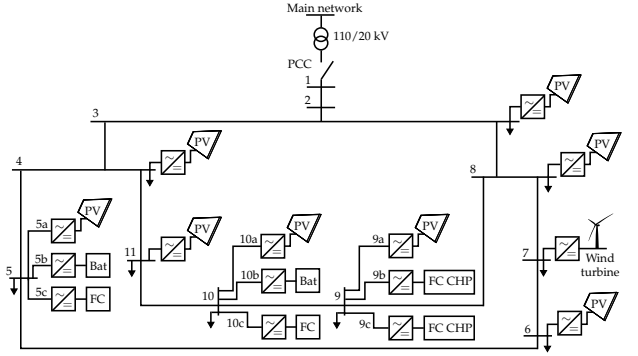 Main network
110/20 kV
PCC
1
2
3
PV
PV
4
PV
8
5a
PV
5b
Bat
5
5c
FC
11
PV
10a
PV
10b
Bat
10
10c
FC
9a
PV
9b
FC CHP
9
9c
FC CHP
7
Wind
turbine
PV
6